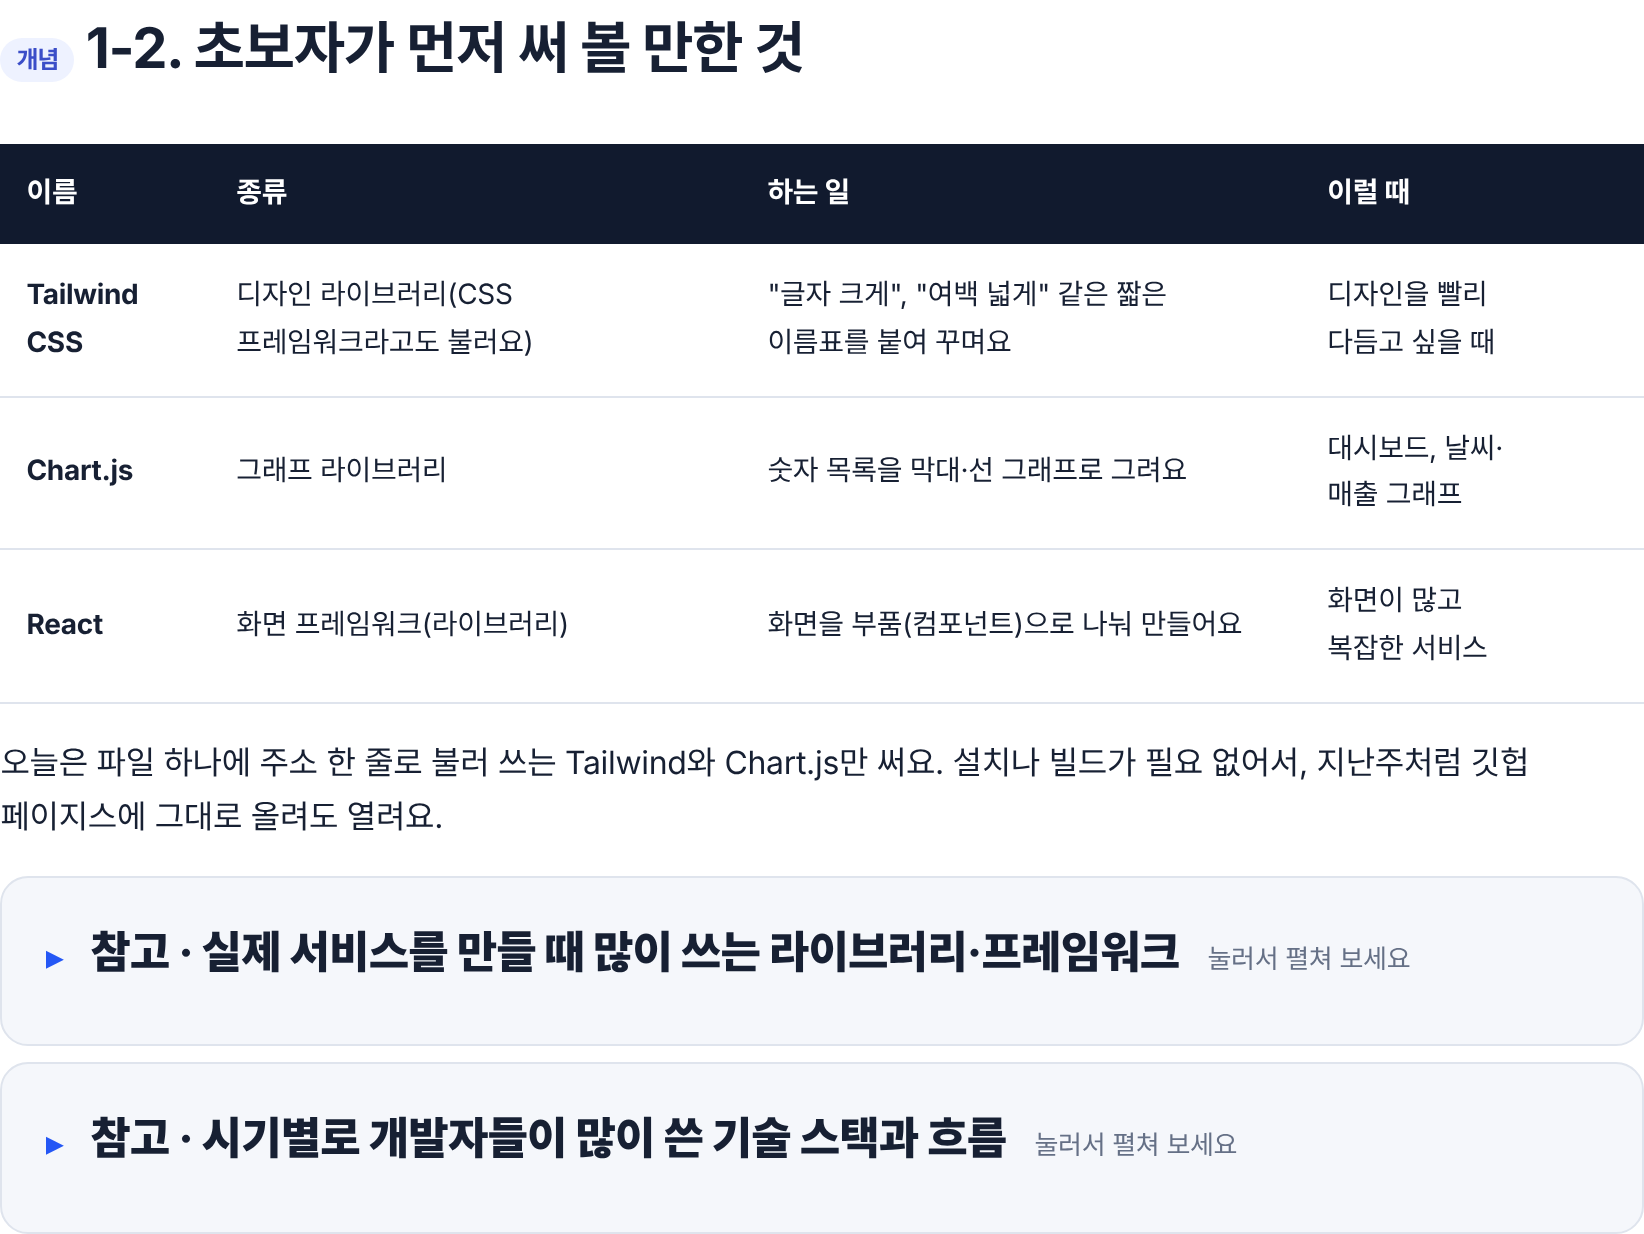 개념 1-2. 초보자가 먼저 써 볼 만한 것
이름 종류 하는 일 이럴 때
Tailwind CSS 디자인 라이브러리(CSS 프레임워크라고도 불러요) "글자 크게", "여백 넓게" 같은 짧은 이름표를 붙여 꾸며요 디자인을 빨리 다듬고 싶을 때
Chart.js 그래프 라이브러리 숫자 목록을 막대·선 그래프로 그려요 대시보드, 날씨·매출 그래프
React 화면 프레임워크(라이브러리) 화면을 부품(컴포넌트)으로 나눠 만들어요 화면이 많고 복잡한 서비스
오늘은 파일 하나에 주소 한 줄로 불러 쓰는 Tailwind와 Chart.js만 써요. 설치나 빌드가 필요 없어서, 지난주처럼 깃헙
페이지스에 그대로 올려도 열려요.
▶ 참고 · 실제 서비스를 만들 때 많이 쓰는 라이브러리·프레임워크 눌러서 펼쳐 보세요
▶ 참고 · 시기별로 개발자들이 많이 쓴 기술 스택과 흐름 눌러서 펼쳐 보세요